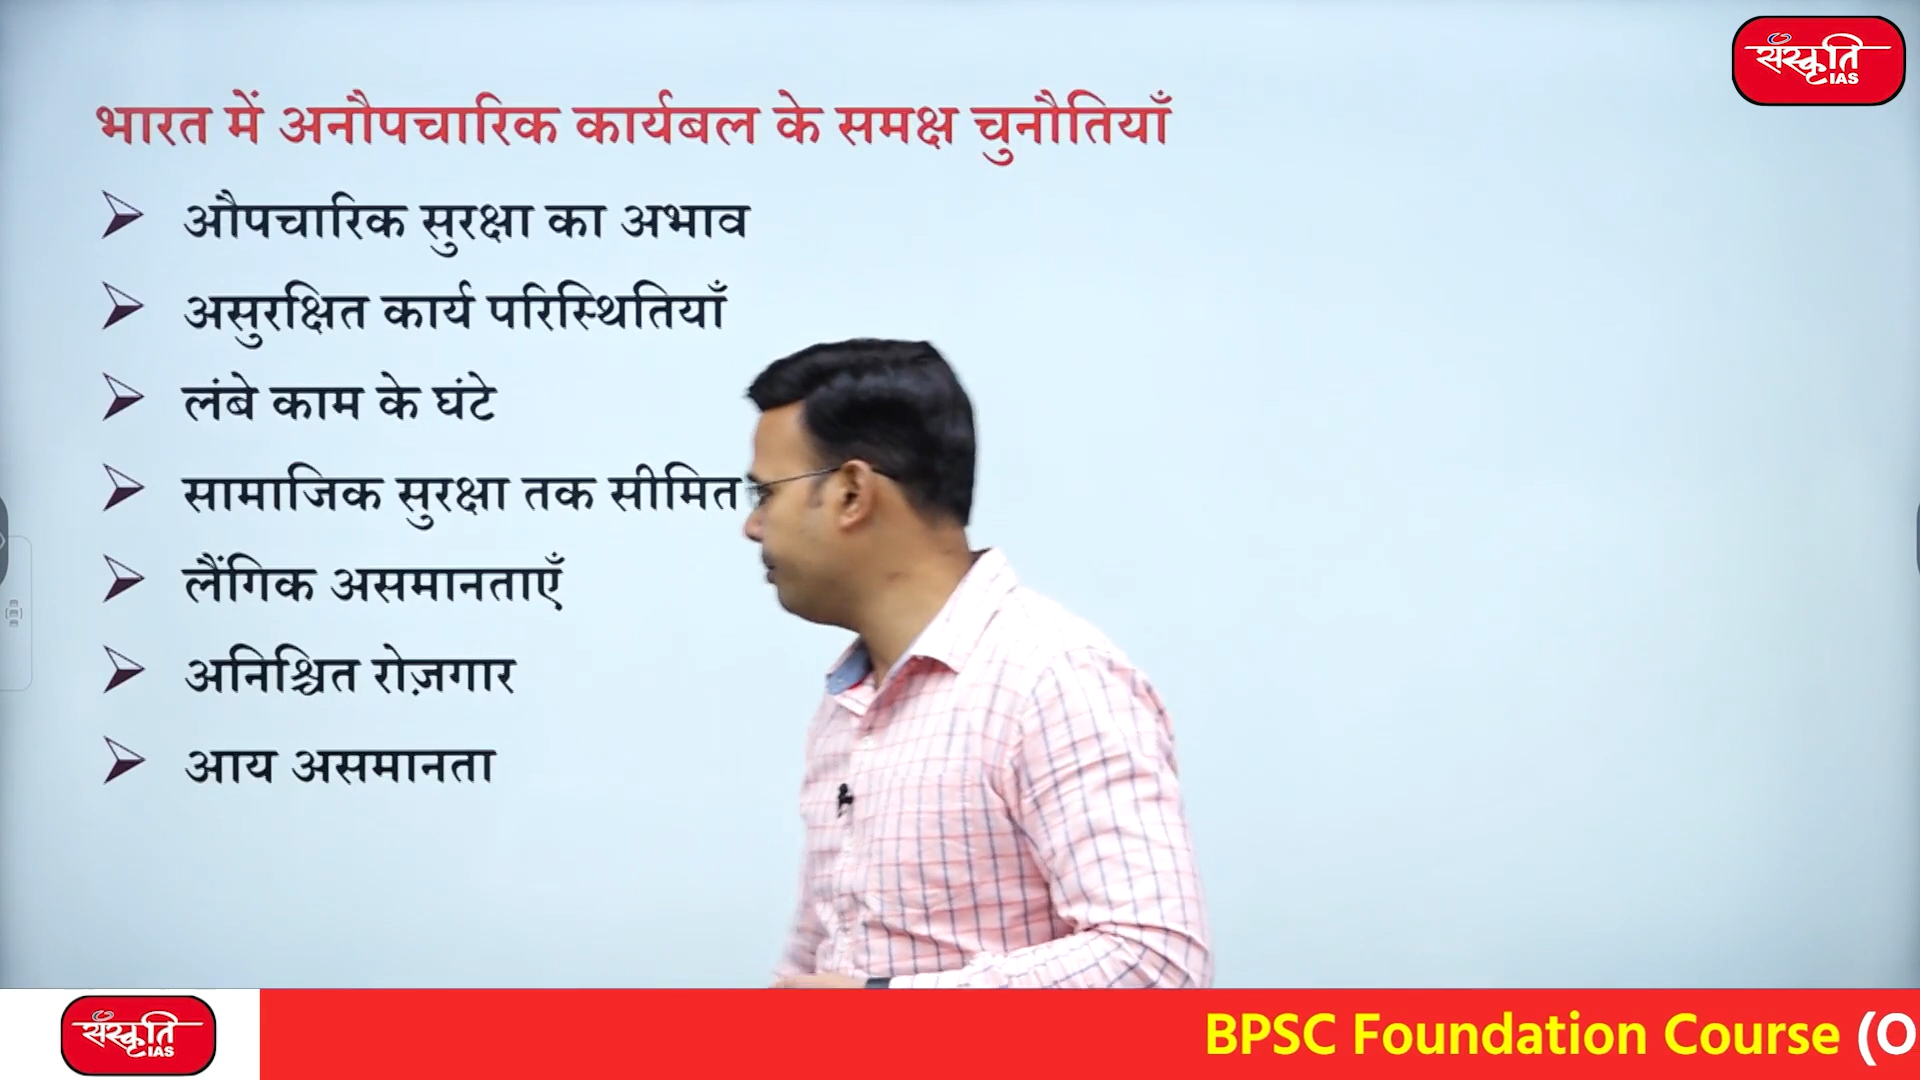 संस्कृति
IAS
भारत में अनौपचारिक कार्यबल के समक्ष चुनौतियाँ
औपचारिक सुरक्षा का अभाव
असुरक्षित कार्य परिस्थितियाँ
लंबे काम के घंटे
सामाजिक सुरक्षा तक सीमित
लैंगिक असमानताएँ
अनिश्चित रोज़गार
आय असमानता
संस्कृति
IAS
BPSC Foundation Course (O